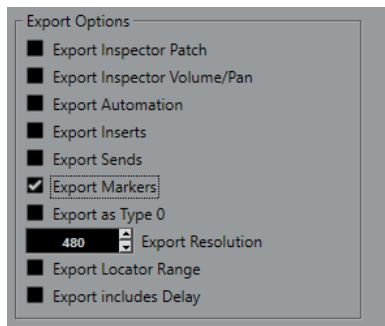 Export Options
Export Inspector Patch
Export Inspector Volume/Pan
Export Automation
Export Inserts
Export Sends
Export Markers
Export as Type 0
480 Export Resolution
Export Locator Range
Export includes Delay